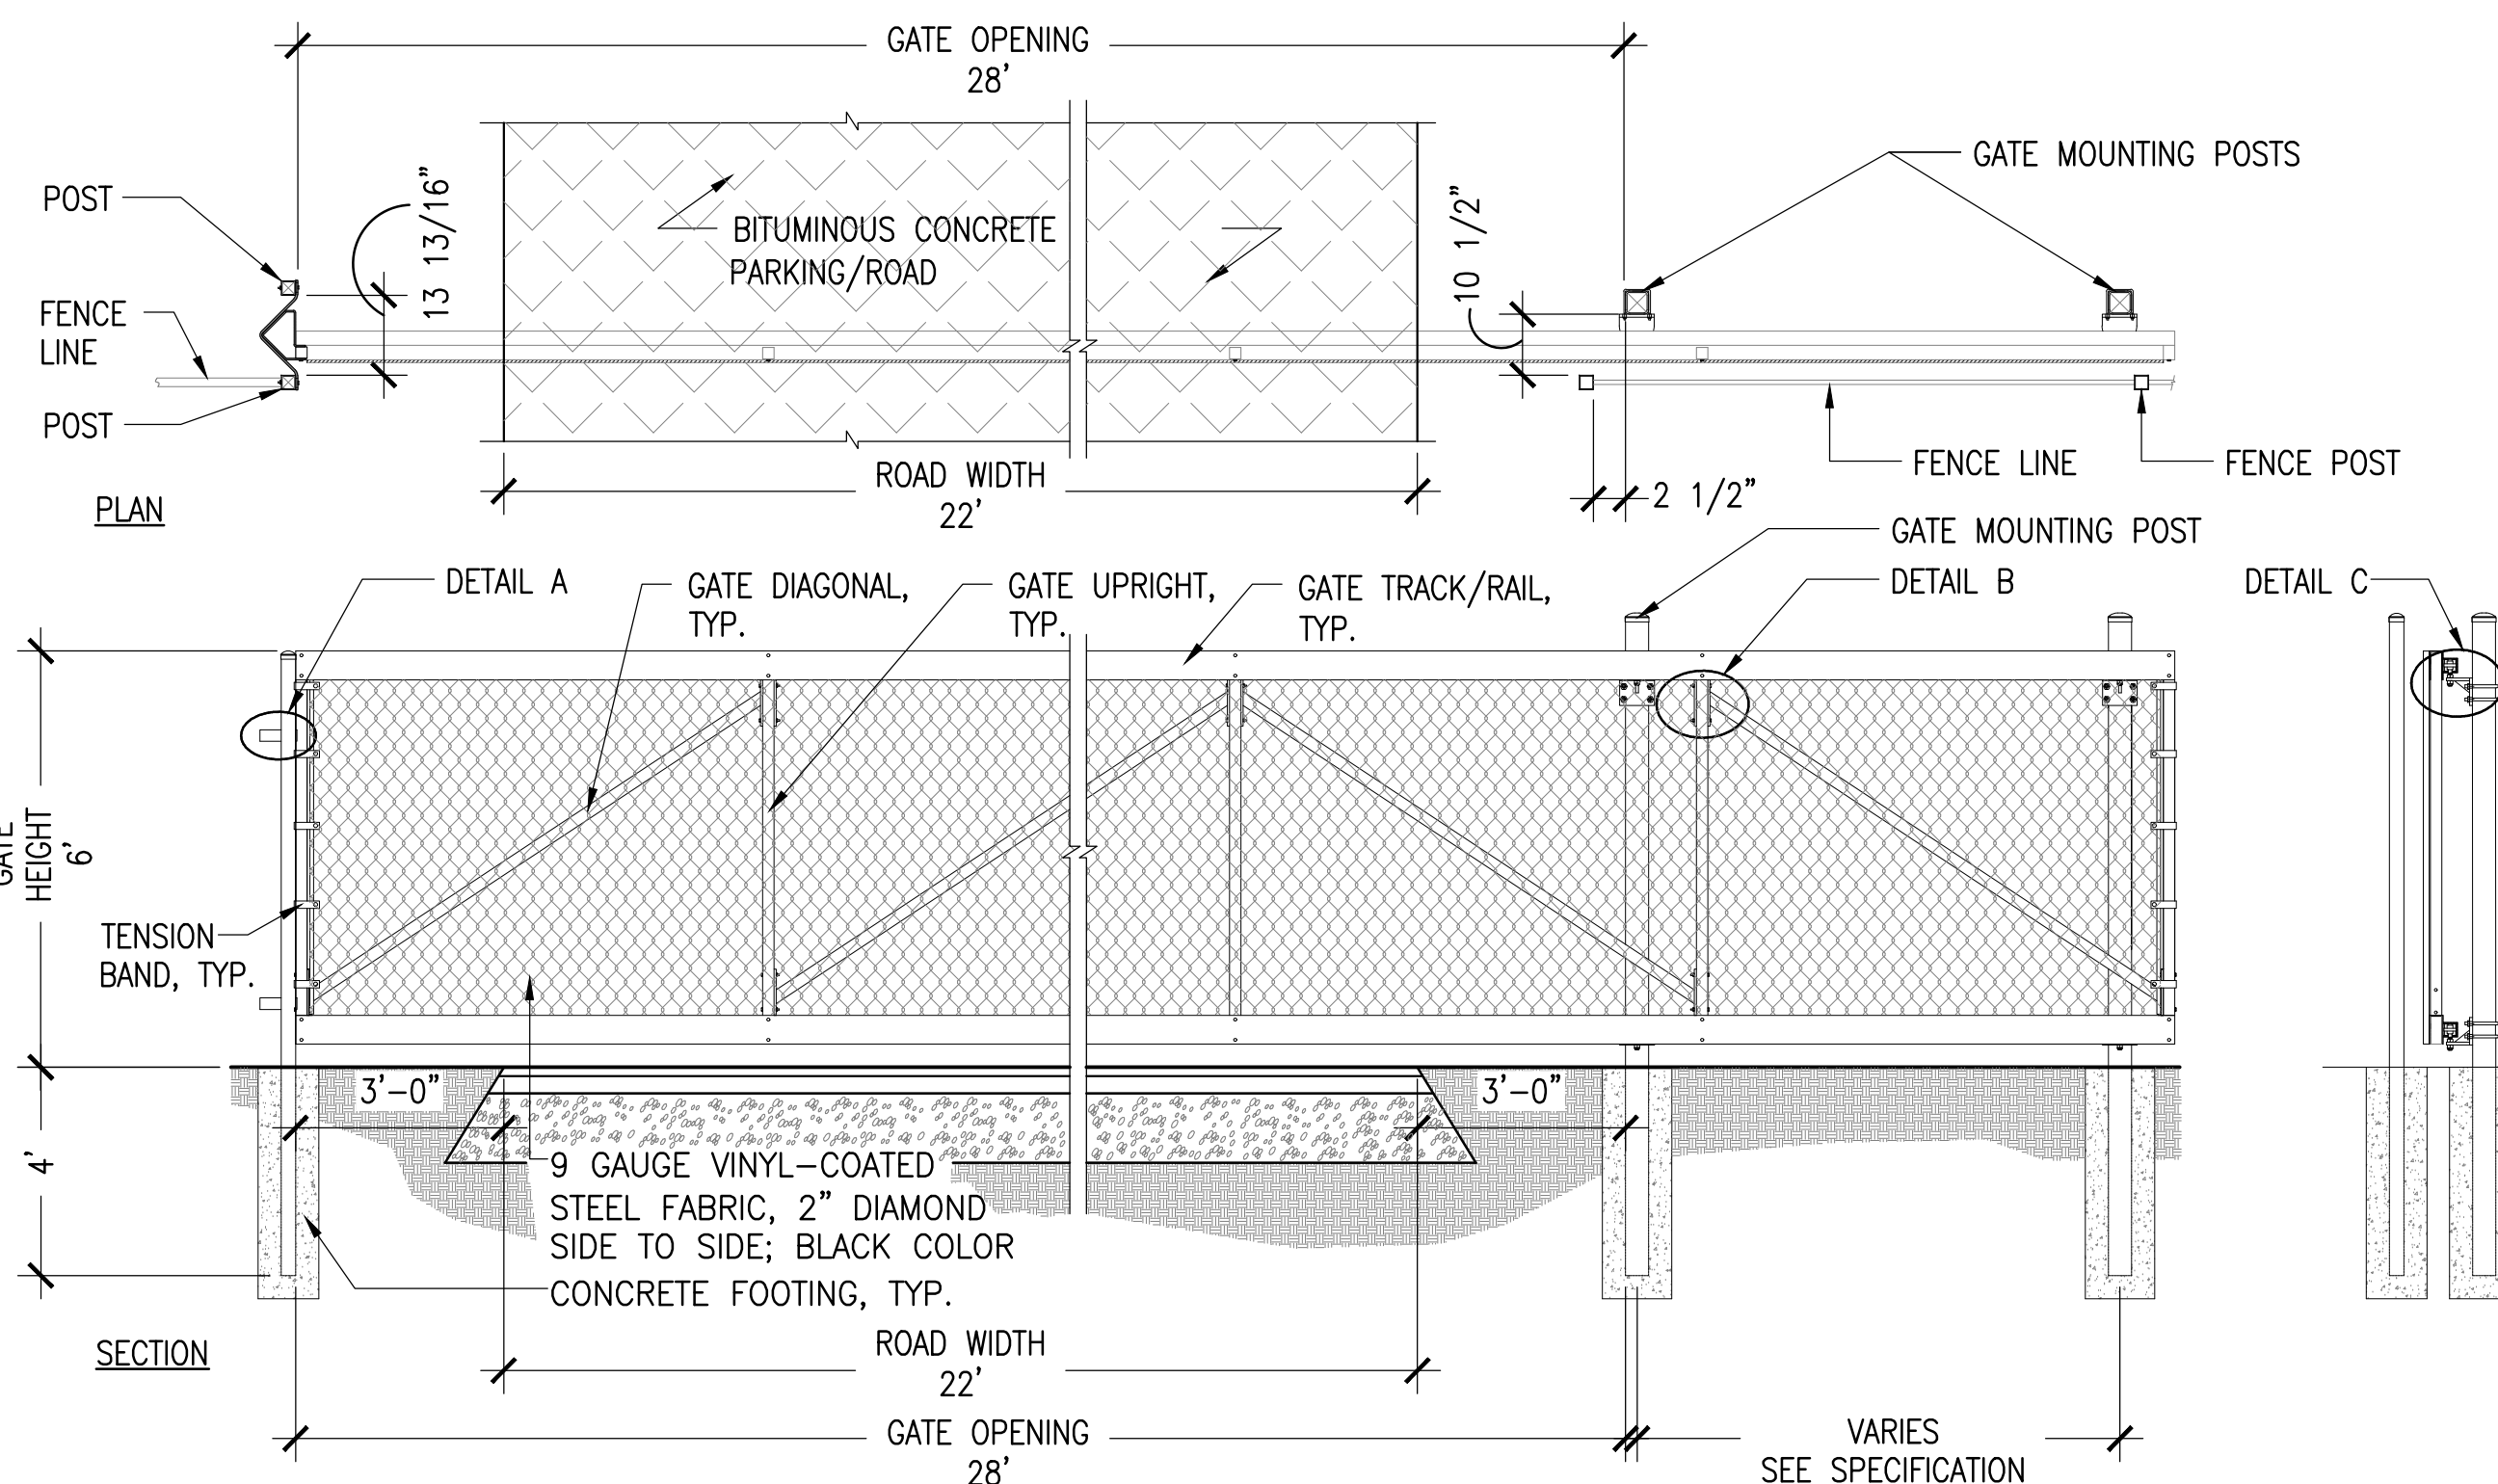 GATE OPENING
28'
GATE MOUNTING POSTS
POST
13 13/16"
10 1/2"
BITUMINOUS CONCRETE
PARKING/ROAD
FENCE
LINE
POST
FENCE LINE
FENCE POST
ROAD WIDTH
22'
2 1/2"
PLAN
GATE MOUNTING POST
DETAIL A
GATE DIAGONAL,
TYP.
GATE UPRIGHT,
TYP.
GATE TRACK/RAIL,
TYP.
DETAIL B
DETAIL C
GATE
HEIGHT
6'
TENSION
BAND, TYP.
3'-0"
3'-0"
4'
9 GAUGE VINYL-COATED
STEEL FABRIC, 2" DIAMOND
SIDE TO SIDE; BLACK COLOR
CONCRETE FOOTING, TYP.
SECTION
ROAD WIDTH
22'
GATE OPENING
28'
VARIES
SEE SPECIFICATION